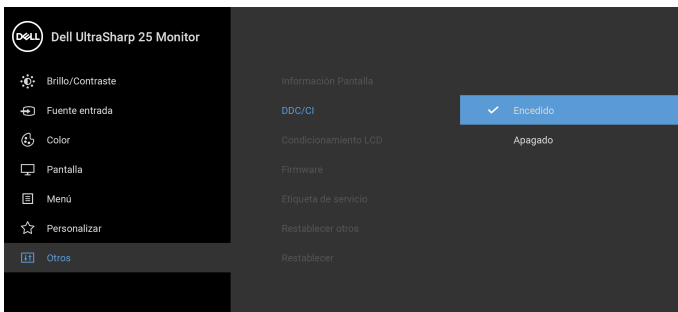 DELL Dell UltraSharp 25 Monitor
Brillo/Contraste
Fuente entrada
Color
Pantalla
Menú
Personalizar
Otros
Información Pantalla
DDC/CI
Condicionamiento LCD
Firmware
Etiqueta de servicio
Restablecer otros
Restablecer
Encedido
Apagado